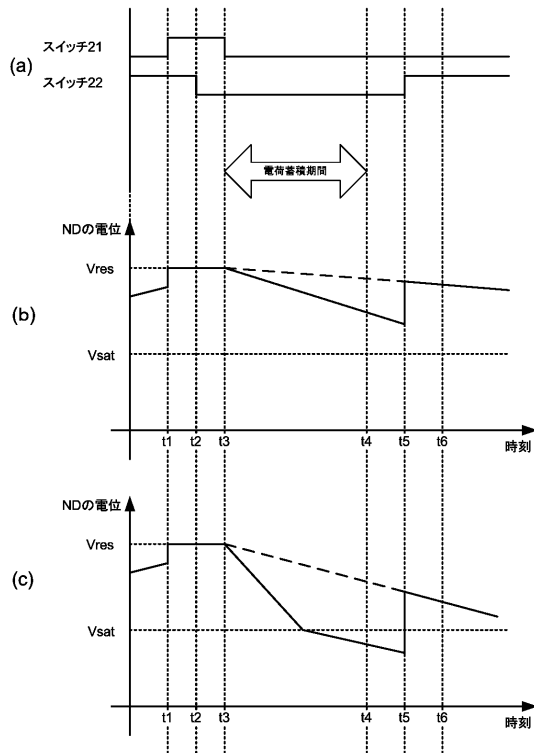 スイッチ21
(a)
スイッチ22
電荷蓄積期間
NDの電位
Vres
(b)
Vsat
t1 t2 t3 t4 t5 t6
時刻
NDの電位
Vres
(c)
Vsat
t1 t2 t3 t4 t5 t6
時刻